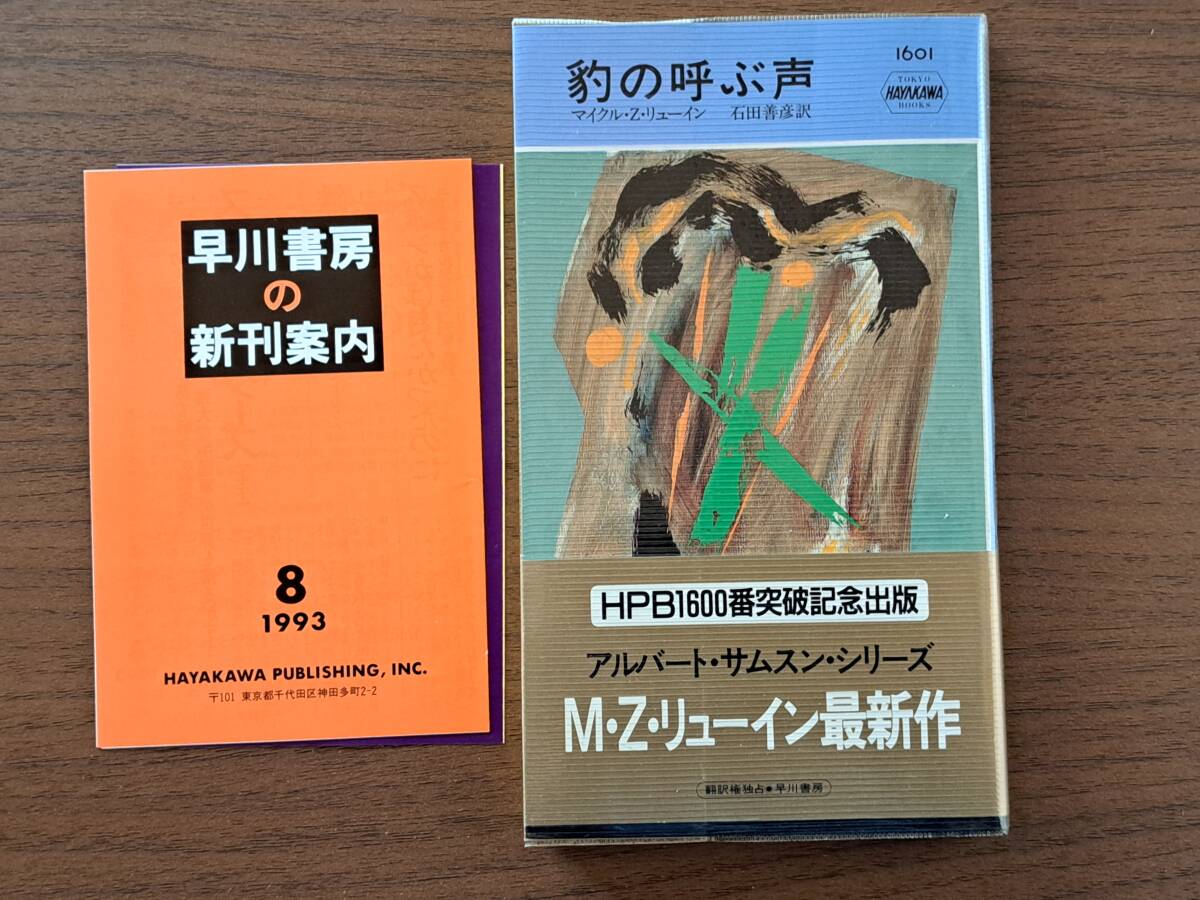 早川書房
の
新刊案内
8
1993
HAYAKAWA PUBLISHING, INC.
〒101 東京都千代田区神田多町2-2
1601
豹の呼ぶ声
マイクル・Z・リューイン 石田善彦訳
TOKYO
HAYAKAWA
BOOKS
HPB1600番突破記念出版
アルバート・サムスン・シリーズ
M・Z・リューイン最新作
翻訳権独占●早川書房